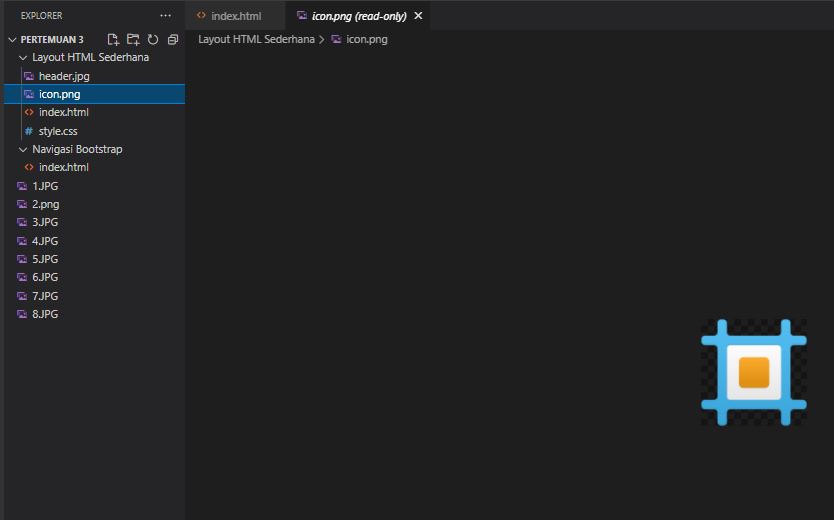 EXPLORER
index.html
icon.png (read-only)
PERTEMUAN 3
Layout HTML Sederhana
icon.png
Layout HTML Sederhana
header.jpg
icon.png
index.html
# style.css
Navigasi Bootstrap
index.html
1.JPG
2.png
3.JPG
4.JPG
5.JPG
6.JPG
7.JPG
8.JPG